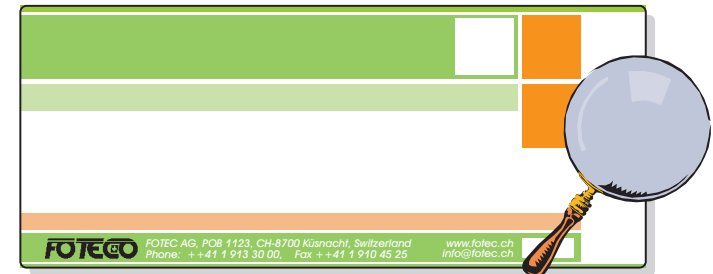 FOTECO
FOTEC AG, POB 1123, CH-8700 Küsnacht, Switzerland
Phone: ++41 1 913 30 00, Fax ++41 1 910 45 25
www.fotec.ch
info@fotec.ch